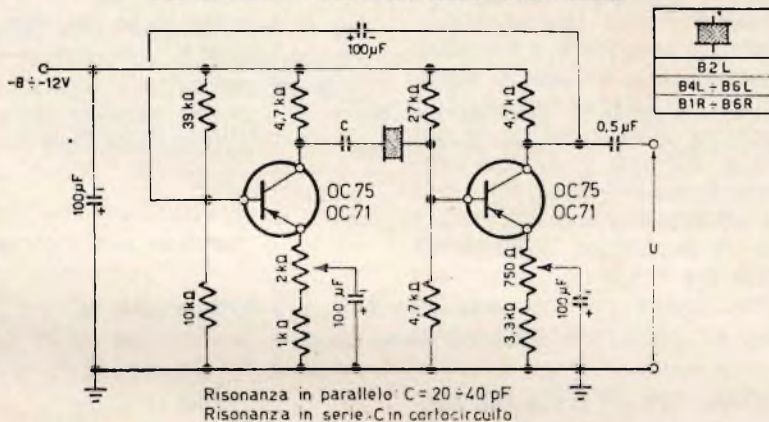 100µF
B2L
B4L ÷ B6L
B1R ÷ B6R
-8 ÷ -12V
39kΩ
4,7kΩ
27kΩ
4,7kΩ
0,5µF
C
100µF
OC75
OC71
OC75
OC71
U
10kΩ
2kΩ
1kΩ
100µF
4,7kΩ
750Ω
3,3kΩ
100µF
Risonanza in parallelo: C = 20 ÷ 40 pF
Risonanza in serie: C in cortocircuito